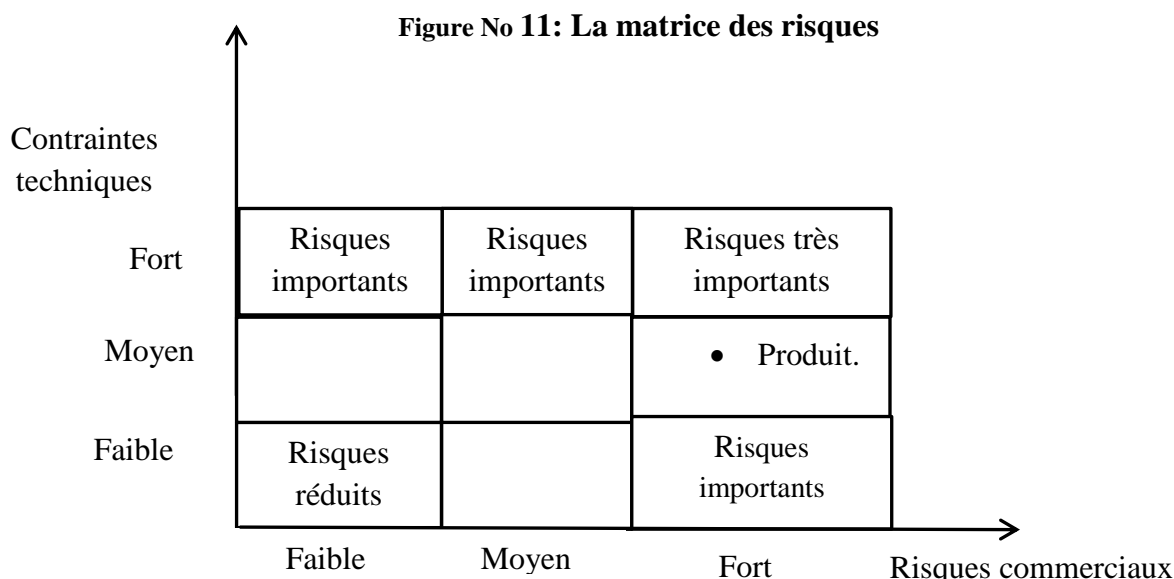 Figure No 11: La matrice des risques
Contraintes
techniques
Fort
Risques
importants
Risques
importants
Risques très
importants
Moyen
• Produit.
Faible
Risques
réduits
Risques
importants
Faible
Moyen
Fort
Risques commerciaux